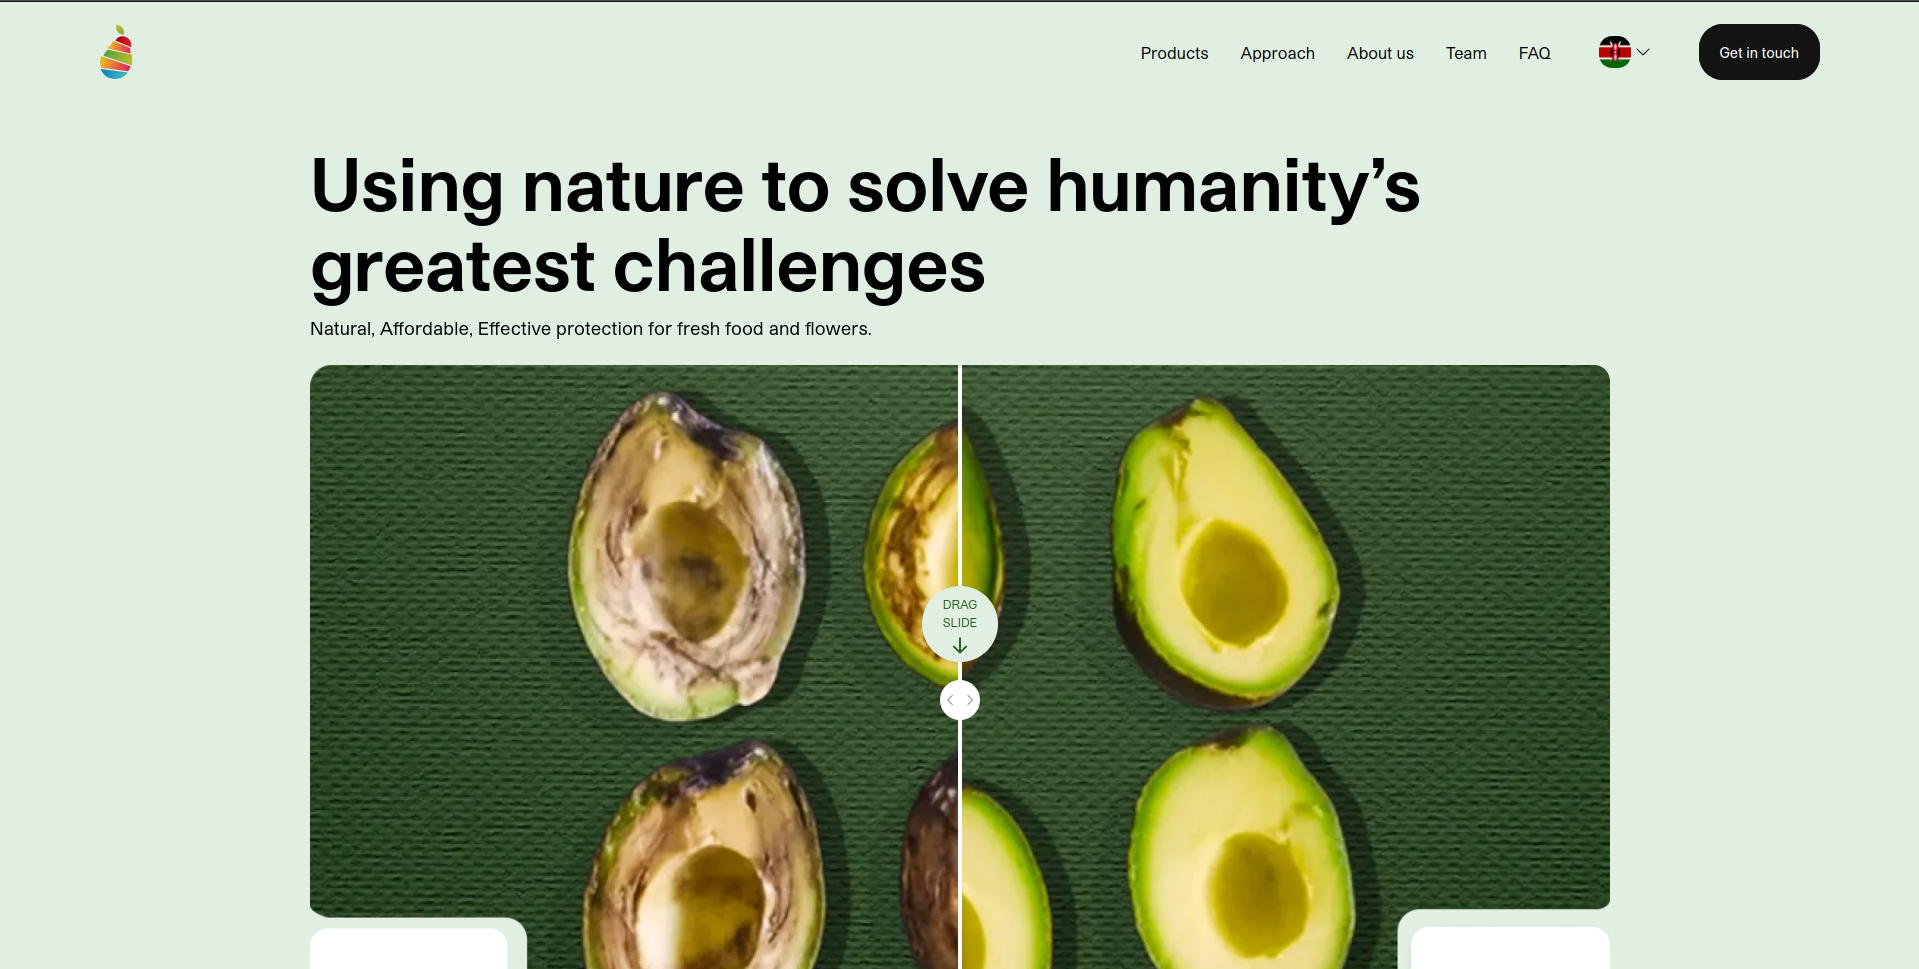 Products Approach About us Team FAQ Get in touch
Using nature to solve humanity’s
greatest challenges
Natural, Affordable, Effective protection for fresh food and flowers.
DRAG
SLIDE